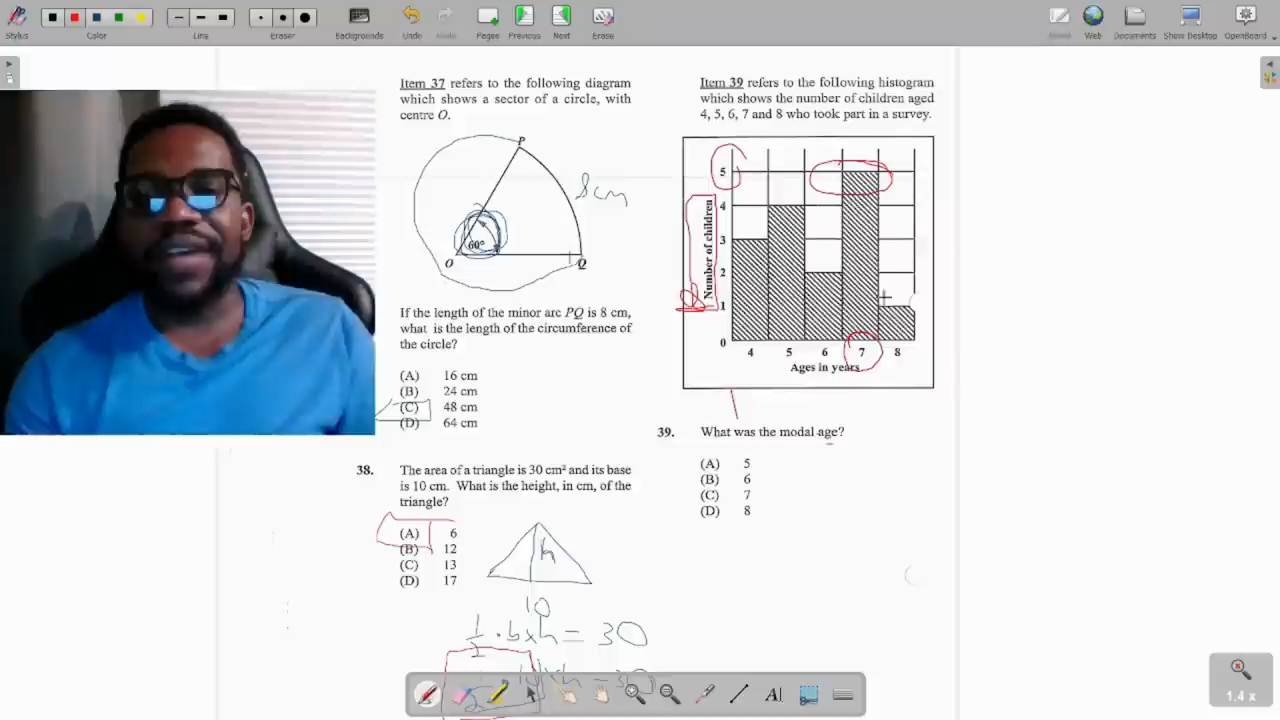 Stylus
Color
Line
Eraser
Backgrounds
Undo
Pages
Previous
Next
Erase
Web
Documents
Show Desktop
OpenBoard
Item 37 refers to the following diagram
which shows a sector of a circle, with
centre O.
P
8cm
60°
O
Q
If the length of the minor arc PQ is 8 cm,
what is the length of the circumference of
the circle?
(A) 16 cm
(B) 24 cm
(C) 48 cm
(D) 64 cm
38. The area of a triangle is 30 cm² and its base
is 10 cm. What is the height, in cm, of the
triangle?
(A) 6
(B) 12
(C) 13
(D) 17
h
10
1/2 · b x h = 30
Item 39 refers to the following histogram
which shows the number of children aged
4, 5, 6, 7 and 8 who took part in a survey.
Number of children
5
4
3
2
1
0
4 5 6 7 8
Ages in years
39. What was the modal age?
(A) 5
(B) 6
(C) 7
(D) 8
1.4 x